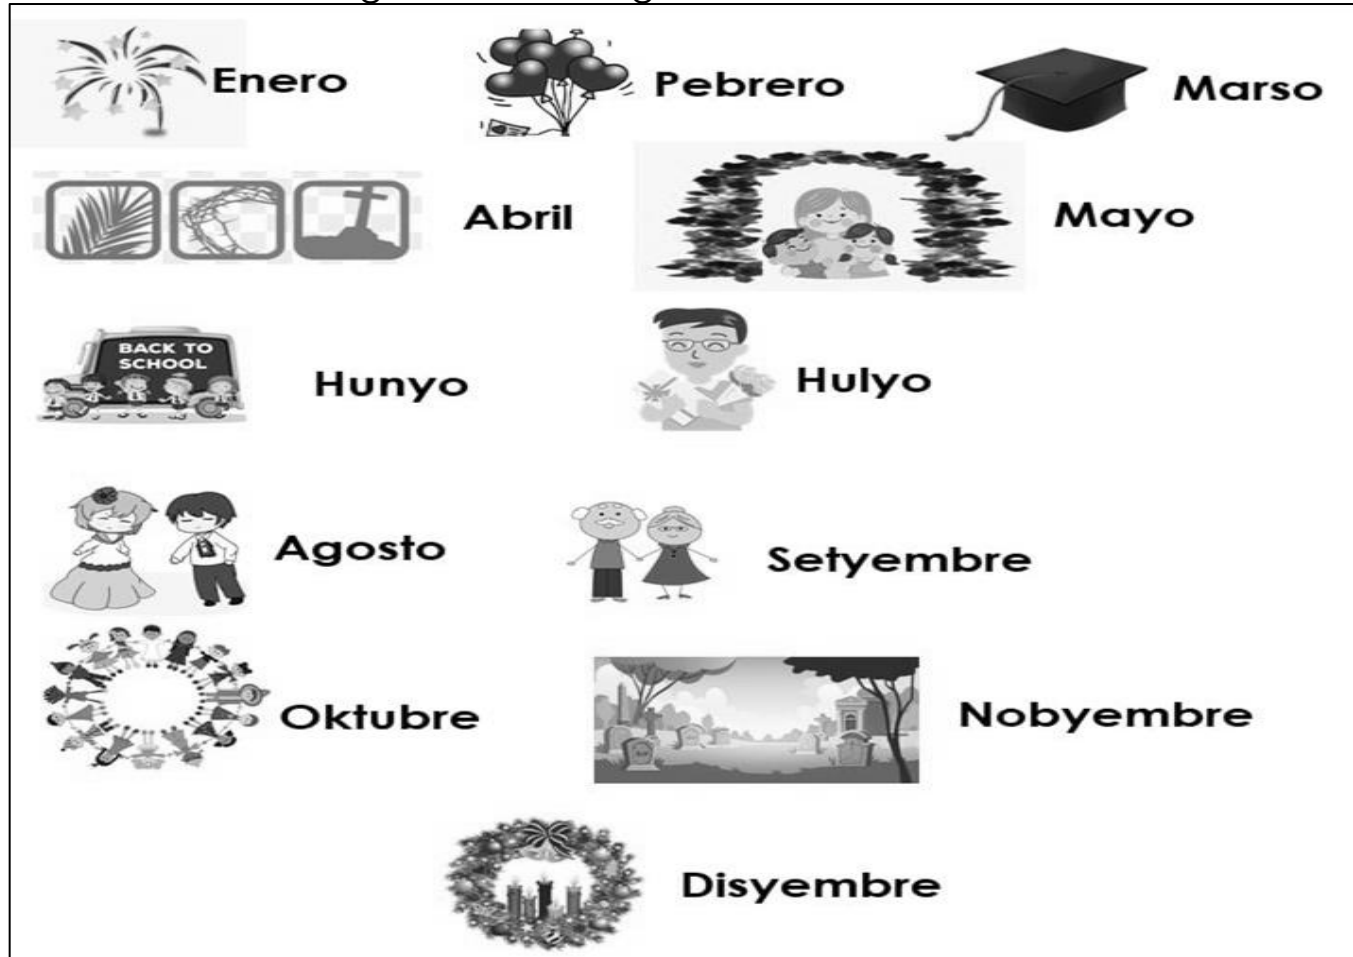 Enero
Pebrero
Marso
Abril
Mayo
BACK TO
SCHOOL
Hunyo
Hulyo
Agosto
Setyembre
Oktubre
Nobyembre
Disyembre